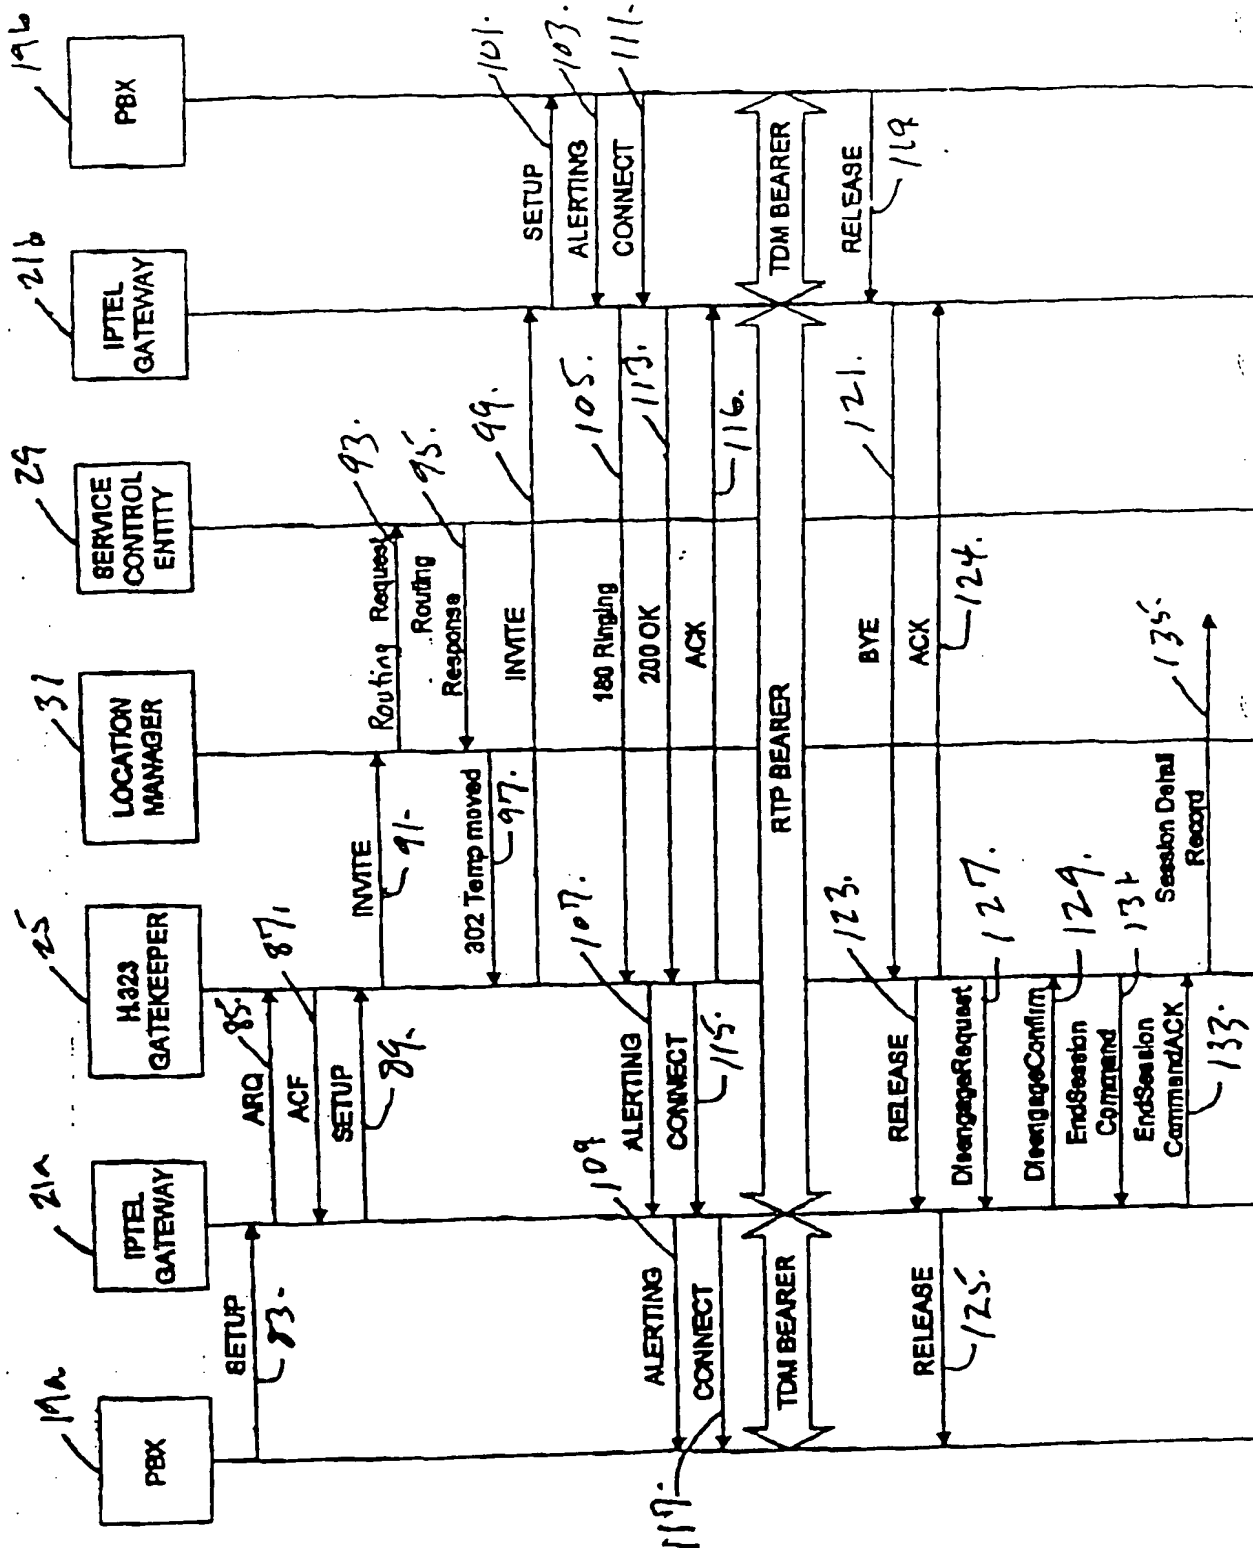 19a
PBX
21a
IPTEL
GATEWAY
25
H.323
GATEKEEPER
31
LOCATION
MANAGER
29
SERVICE
CONTROL
ENTITY
21b
IPTEL
GATEWAY
19b
PBX
SETUP
83.
ARQ
85.
ACF
87.
SETUP
89.
INVITE
91.
Routing Request
93.
Routing
Response
95.
302 Temp moved
97.
INVITE
99.
SETUP
101.
ALERTING
103.
180 Ringing
105.
ALERTING
107.
ALERTING
109
CONNECT
111.
200 OK
113.
CONNECT
115.
ACK
116.
CONNECT
117.
TDM BEARER
RTP BEARER
TDM BEARER
RELEASE
119.
BYE
121.
RELEASE
123.
ACK
124.
RELEASE
125.
DisengageRequest
127.
DisengageConfirm
129.
EndSession
Command
131
EndSession
CommandACK
133.
Session Detail
Record
135.